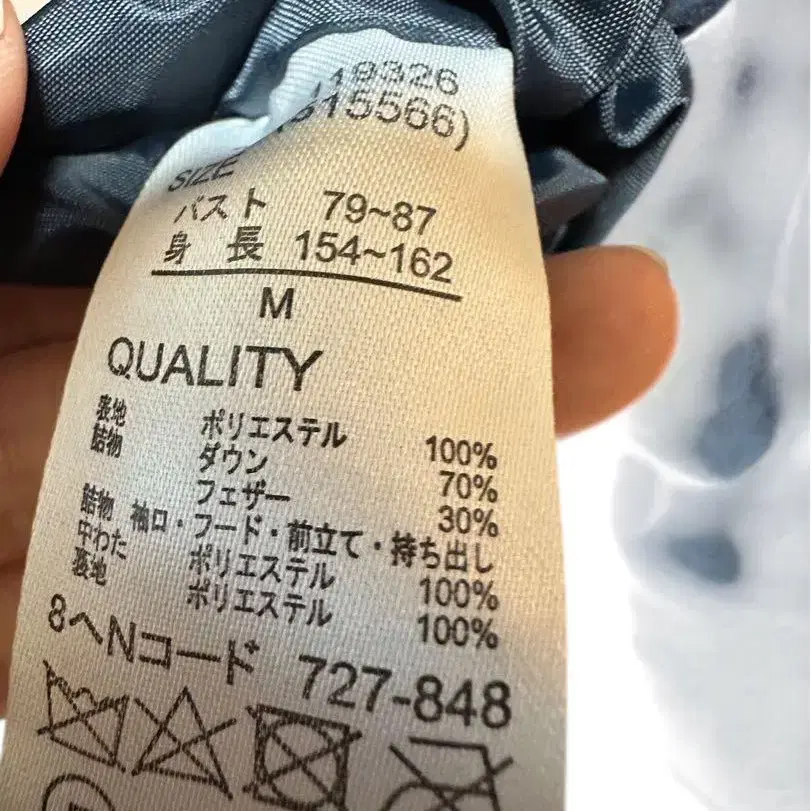 19326
15566)
SIZE
バスト 79~87
身長 154~162
M
QUALITY
表地 ポリエステル 100%
詰物 ダウン 70%
フェザー 30%
詰物 袖口・フード・前立て・持ち出し
中わた ポリエステル 100%
表地 ポリエステル 100%
8ヘNコード 727-848